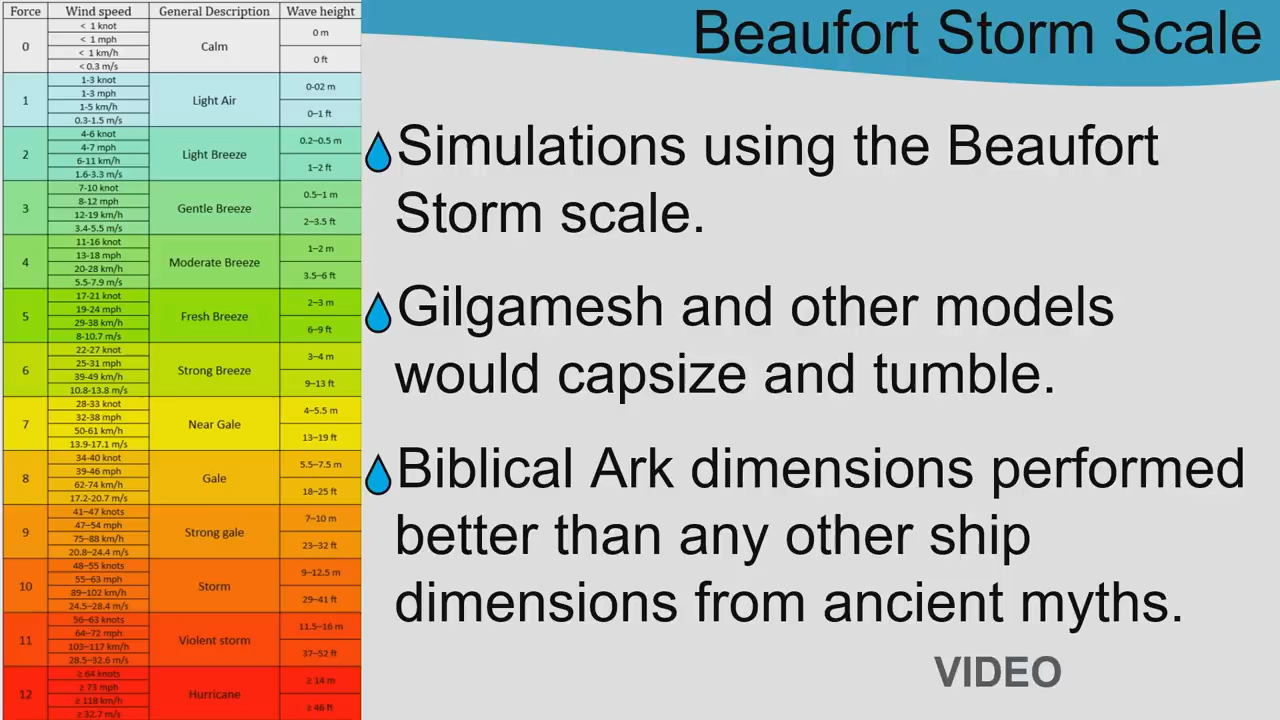 Force Wind speed General Description Wave height
0
< 1 knot
< 1 mph
< 1 km/h
< 0.3 m/s
Calm
0 m
0 ft
1
1-3 knot
1-3 mph
1-5 km/h
0.3-1.5 m/s
Light Air
0-02 m
0–1 ft
2
4-6 knot
4-7 mph
6-11 km/h
1.6-3.3 m/s
Light Breeze
0.2–0.5 m
1–2 ft
3
7-10 knot
8-12 mph
12-19 km/h
3.4-5.5 m/s
Gentle Breeze
0.5–1 m
2–3.5 ft
4
11-16 knot
13-18 mph
20-28 km/h
5.5-7.9 m/s
Moderate Breeze
1–2 m
3.5–6 ft
5
17-21 knot
19-24 mph
29-38 km/h
8-10.7 m/s
Fresh Breeze
2–3 m
6–9 ft
6
22-27 knot
25-31 mph
39-49 km/h
10.8-13.8 m/s
Strong Breeze
3–4 m
9–13 ft
7
28-33 knot
32-38 mph
50-61 km/h
13.9-17.1 m/s
Near Gale
4–5.5 m
13–19 ft
8
34-40 knot
39-46 mph
62-74 km/h
17.2-20.7 m/s
Gale
5.5–7.5 m
18–25 ft
9
41–47 knots
47–54 mph
75–88 km/h
20.8–24.4 m/s
Strong gale
7–10 m
23–32 ft
10
48–55 knots
55–63 mph
89–102 km/h
24.5–28.4 m/s
Storm
9–12.5 m
29–41 ft
11
56–63 knots
64–72 mph
103–117 km/h
28.5–32.6 m/s
Violent storm
11.5–16 m
37–52 ft
12
≥ 64 knots
≥ 73 mph
≥ 118 km/h
≥ 32.7 m/s
Hurricane
≥ 14 m
≥ 46 ft
Beaufort Storm Scale
Simulations using the Beaufort
Storm scale.
Gilgamesh and other models
would capsize and tumble.
Biblical Ark dimensions performed
better than any other ship
dimensions from ancient myths.
VIDEO